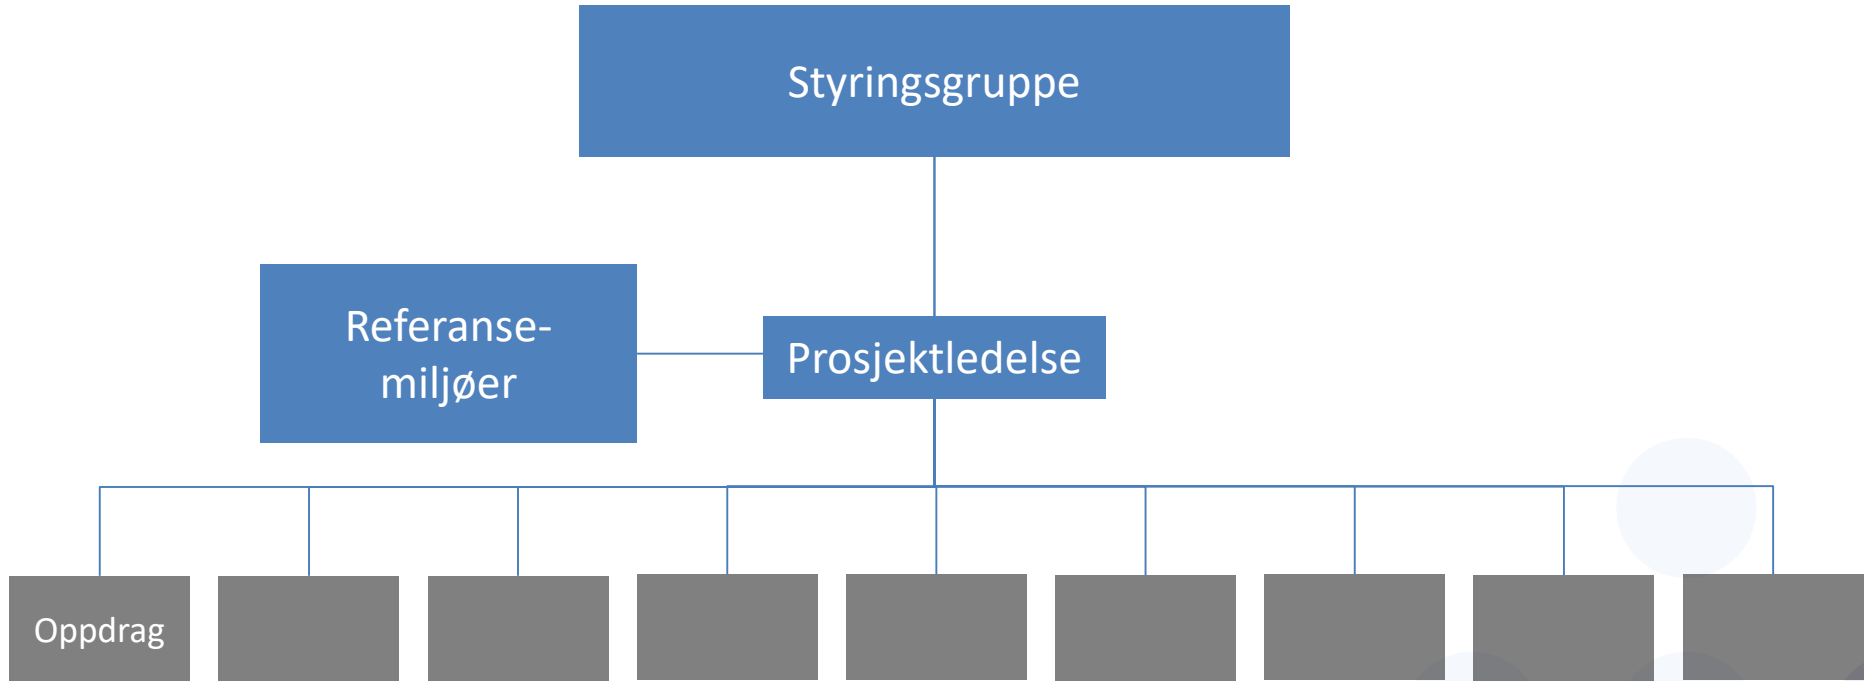 Styringsgruppe
Referanse-
miljøer
Prosjektledelse
Oppdrag